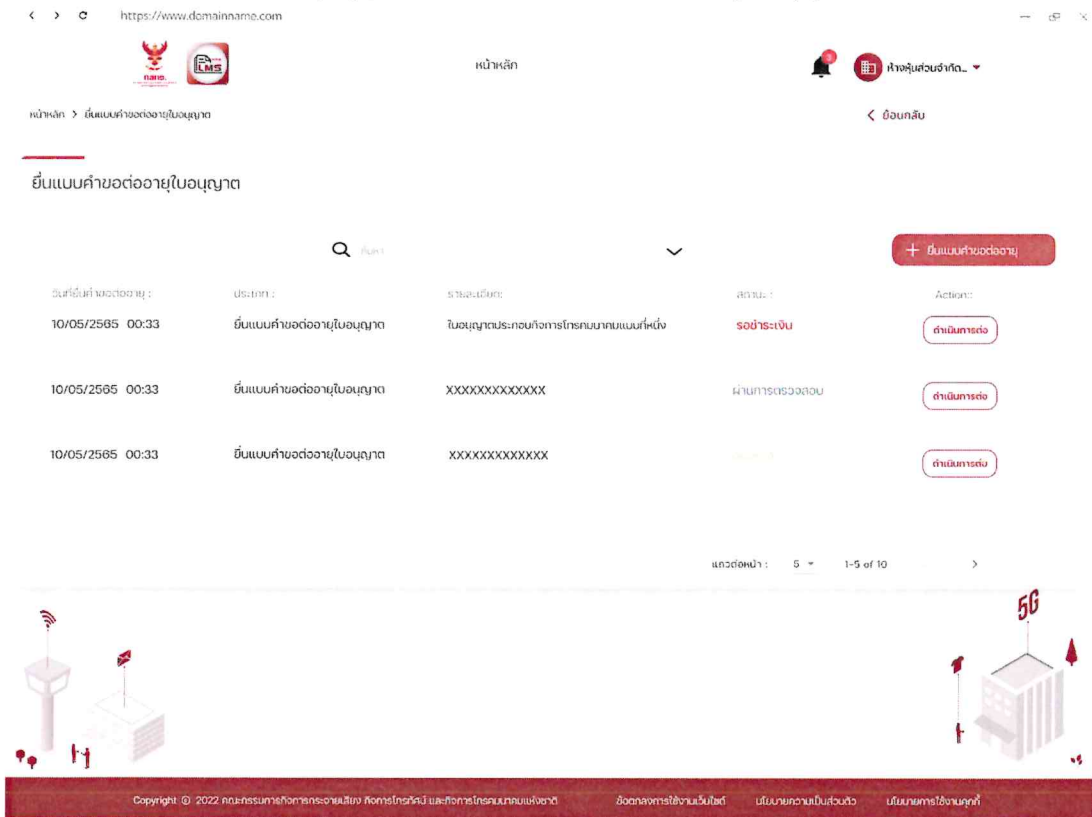 https://www.domainname.com
กสทช.
LMS
หน้าหลัก
3
ห้างหุ้นส่วนจำกัด...
หน้าหลัก > ยื่นแบบคำขอต่ออายุใบอนุญาต
< ย้อนกลับ
ยื่นแบบคำขอต่ออายุใบอนุญาต
ค้นหา
+ ยื่นแบบคำขอต่ออายุ
วันที่ยื่นคำขอต่ออายุ : ประเภท : รายละเอียด: สถานะ : Action::
10/05/2565 00:33 ยื่นแบบคำขอต่ออายุใบอนุญาต ใบอนุญาตประกอบกิจการโทรคมนาคมแบบที่หนึ่ง รอชำระเงิน ดำเนินการต่อ
10/05/2565 00:33 ยื่นแบบคำขอต่ออายุใบอนุญาต XXXXXXXXXXXXX ผ่านการตรวจสอบ ดำเนินการต่อ
10/05/2565 00:33 ยื่นแบบคำขอต่ออายุใบอนุญาต XXXXXXXXXXXXX ดำเนินการต่อ
แถวต่อหน้า : 5 1-5 of 10 >
5G
Copyright © 2022 คณะกรรมการกิจการกระจายเสียง กิจการโทรทัศน์ และกิจการโทรคมนาคมแห่งชาติ ข้อตกลงการใช้งานเว็บไซต์ นโยบายความเป็นส่วนตัว นโยบายการใช้งานคุกกี้